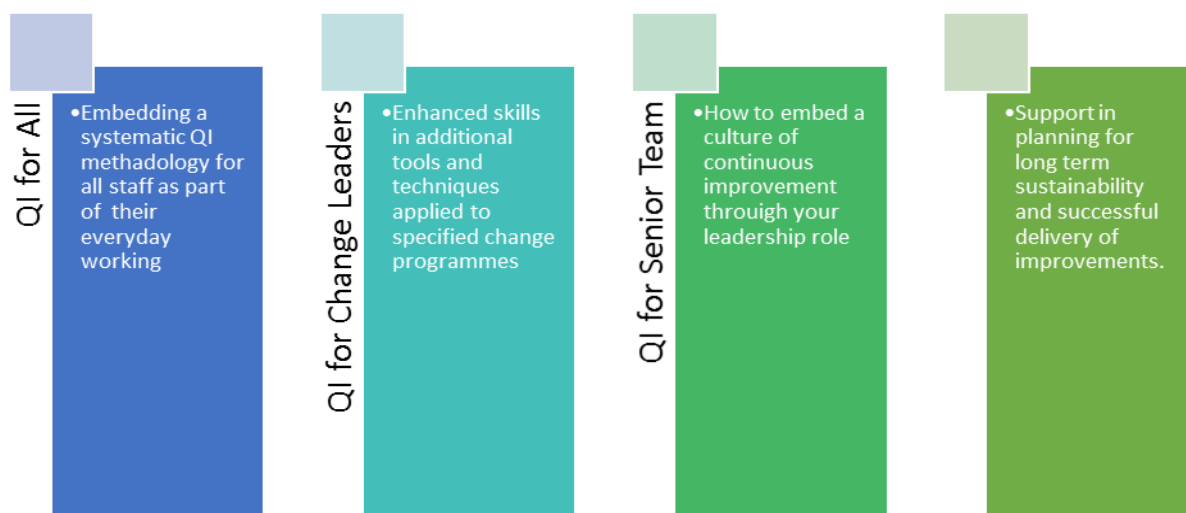 QI for All
•Embedding a
systematic QI
methodology for
all staff as part
of their
everyday
working
QI for Change Leaders
•Enhanced skills
in additional
tools and
techniques
applied to
specified change
programmes
QI for Senior Team
•How to embed a
culture of
continuous
improvement
through your
leadership role
•Support in
planning for
long term
sustainability
and successful
delivery of
improvements.